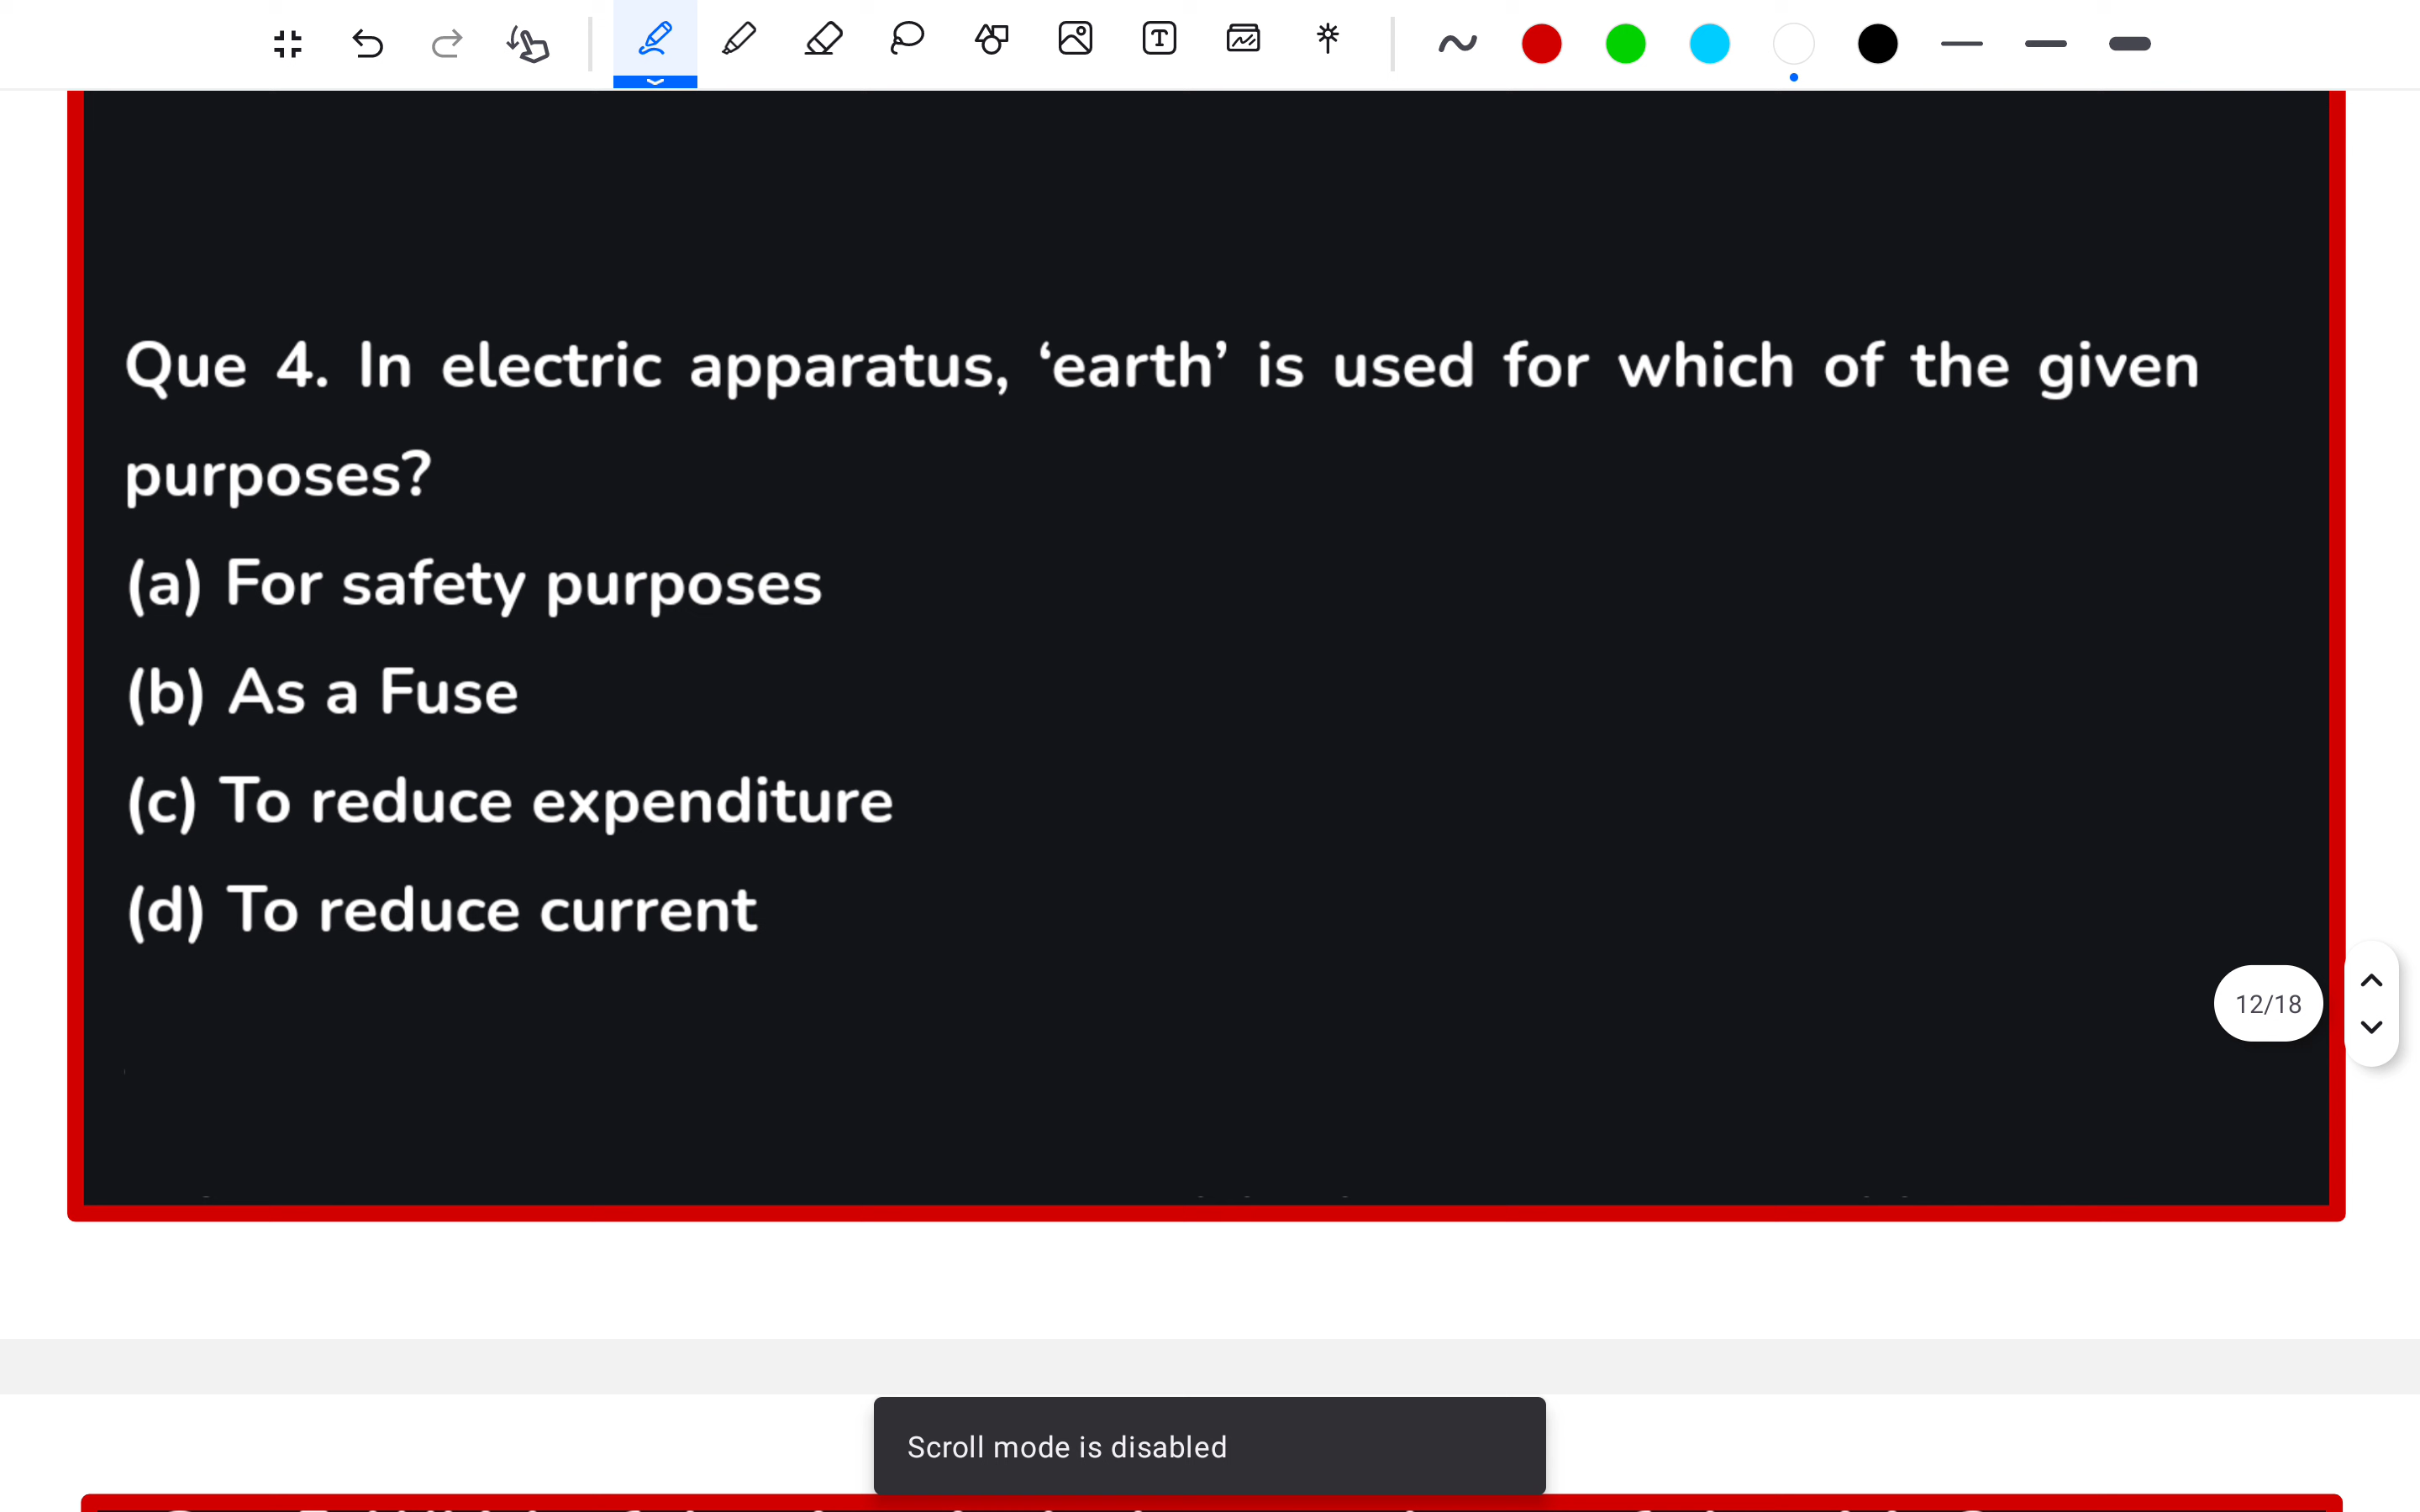 Que 4. In electric apparatus, ‘earth’ is used for which of the given
purposes?
(a) For safety purposes
(b) As a Fuse
(c) To reduce expenditure
(d) To reduce current
12/18
Scroll mode is disabled